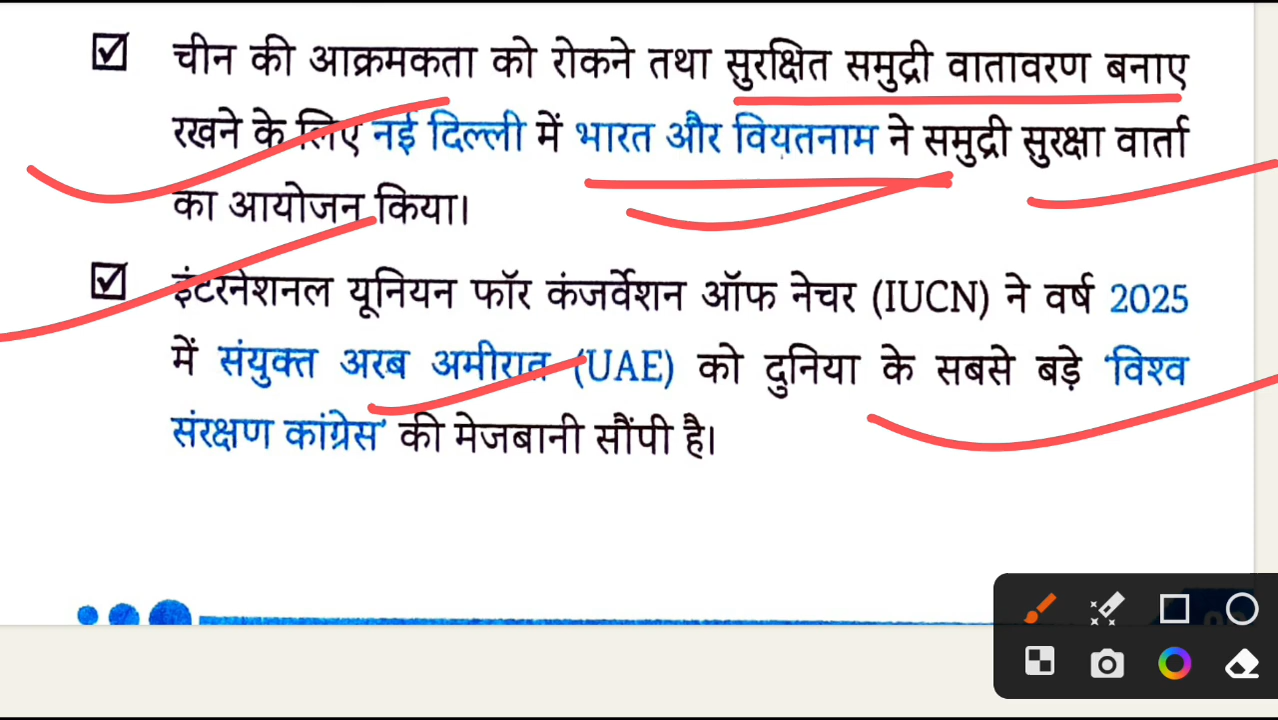 चीन की आक्रमकता को रोकने तथा सुरक्षित समुद्री वातावरण बनाए
रखने के लिए नई दिल्ली में भारत और वियतनाम ने समुद्री सुरक्षा वार्ता
का आयोजन किया।
इंटरनेशनल यूनियन फॉर कंजर्वेशन ऑफ नेचर (IUCN) ने वर्ष 2025
में संयुक्त अरब अमीरात (UAE) को दुनिया के सबसे बड़े 'विश्व
संरक्षण कांग्रेस' की मेजबानी सौंपी है।